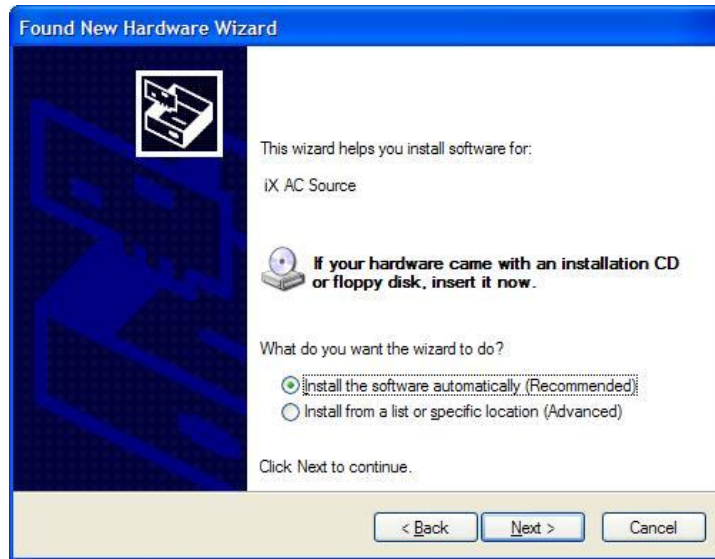 Found New Hardware Wizard
This wizard helps you install software for:
iX AC Source
If your hardware came with an installation CD
or floppy disk, insert it now.
What do you want the wizard to do?
Install the software automatically (Recommended)
Install from a list or specific location (Advanced)
Click Next to continue.
< Back Next > Cancel